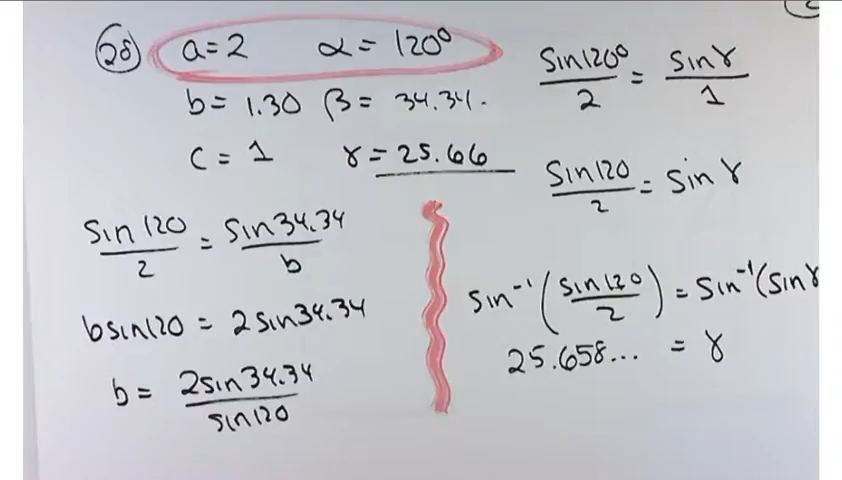 28 a=2 α=120°
b=1.30 β=34.34.
c=1 γ=25.66
sin120/2 = sin34.34/b
bsin120 = 2sin34.34
b= 2sin34.34/sin120
sin120°/2 = sinγ/1
sin120/2 = sin γ
sin⁻¹(sin120/2) = sin⁻¹(sinγ
25.658... = γ